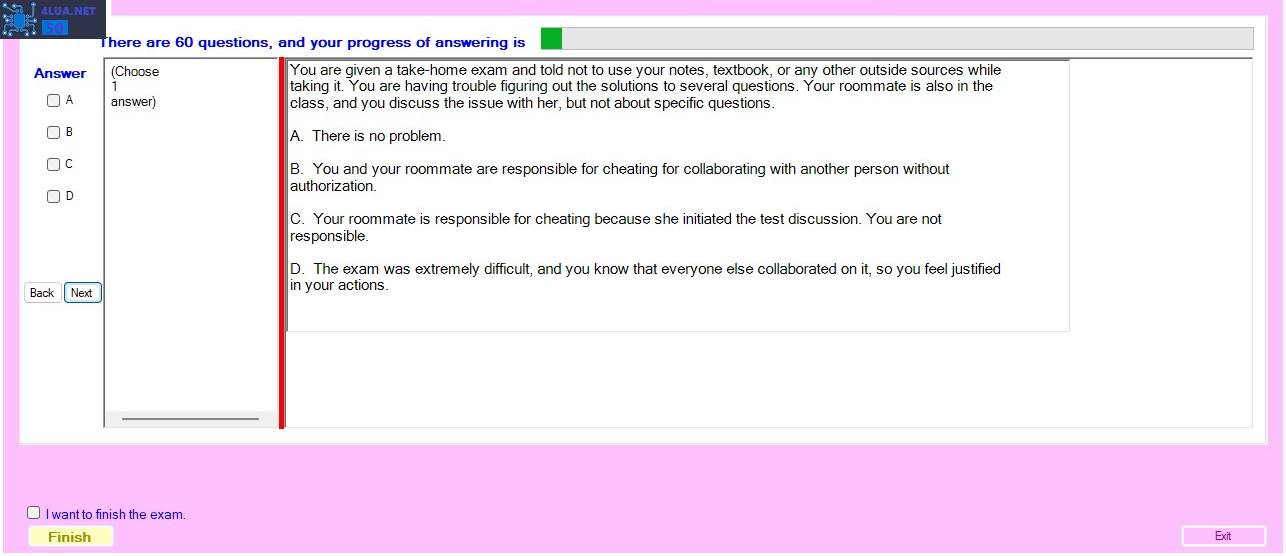 4LUA.NET
50
There are 60 questions, and your progress of answering is
Answer
A
B
C
D
Back
Next
(Choose
1
answer)
You are given a take-home exam and told not to use your notes, textbook, or any other outside sources while
taking it. You are having trouble figuring out the solutions to several questions. Your roommate is also in the
class, and you discuss the issue with her, but not about specific questions.
A. There is no problem.
B. You and your roommate are responsible for cheating for collaborating with another person without
authorization.
C. Your roommate is responsible for cheating because she initiated the test discussion. You are not
responsible.
D. The exam was extremely difficult, and you know that everyone else collaborated on it, so you feel justified
in your actions.
I want to finish the exam.
Finish
Exit